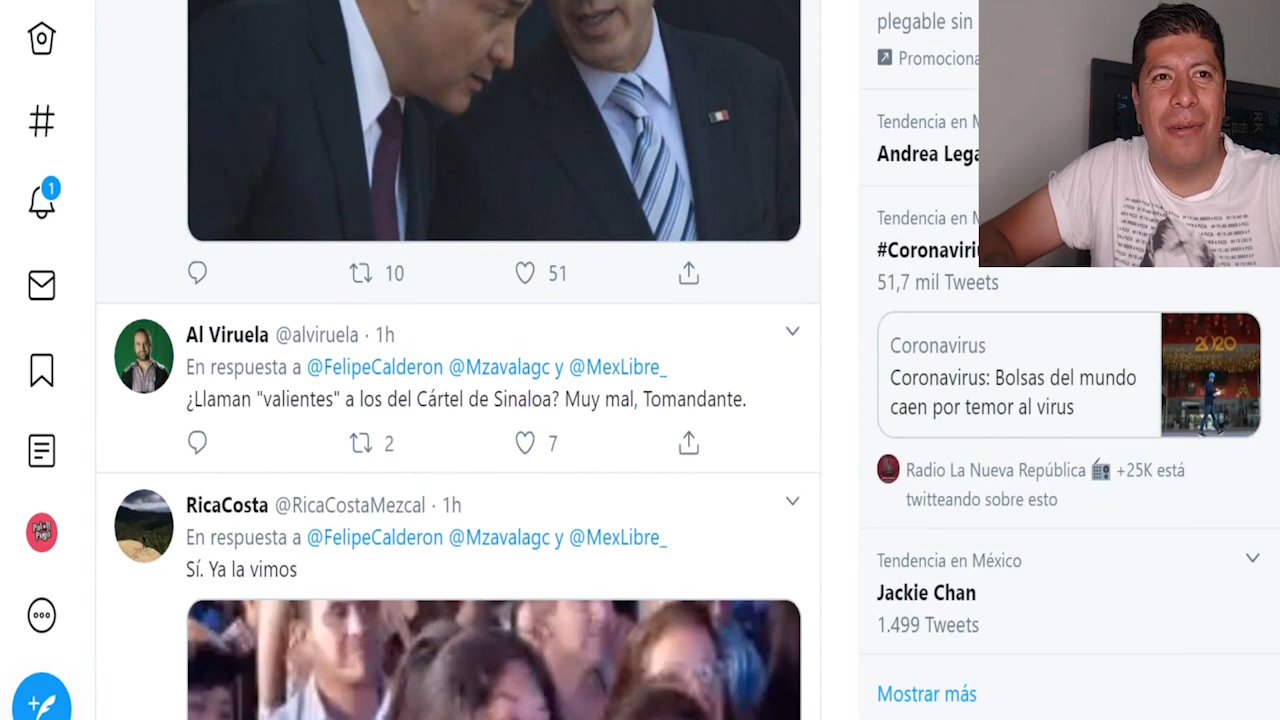 10
51
Al Viruela @alviruela · 1h
En respuesta a @FelipeCalderon @Mzavalagc y @MexLibre_
¿Llaman "valientes" a los del Cártel de Sinaloa? Muy mal, Tomandante.
2
7
RicaCosta @RicaCostaMezcal · 1h
En respuesta a @FelipeCalderon @Mzavalagc y @MexLibre_
Sí. Ya la vimos
1
plegable sin
Promociona
Tendencia en M
Andrea Lega
Tendencia en M
#Coronaviru
51,7 mil Tweets
Coronavirus
Coronavirus: Bolsas del mundo
caen por temor al virus
2020
Radio La Nueva República +25K está
twitteando sobre esto
Tendencia en México
Jackie Chan
1.499 Tweets
Mostrar más